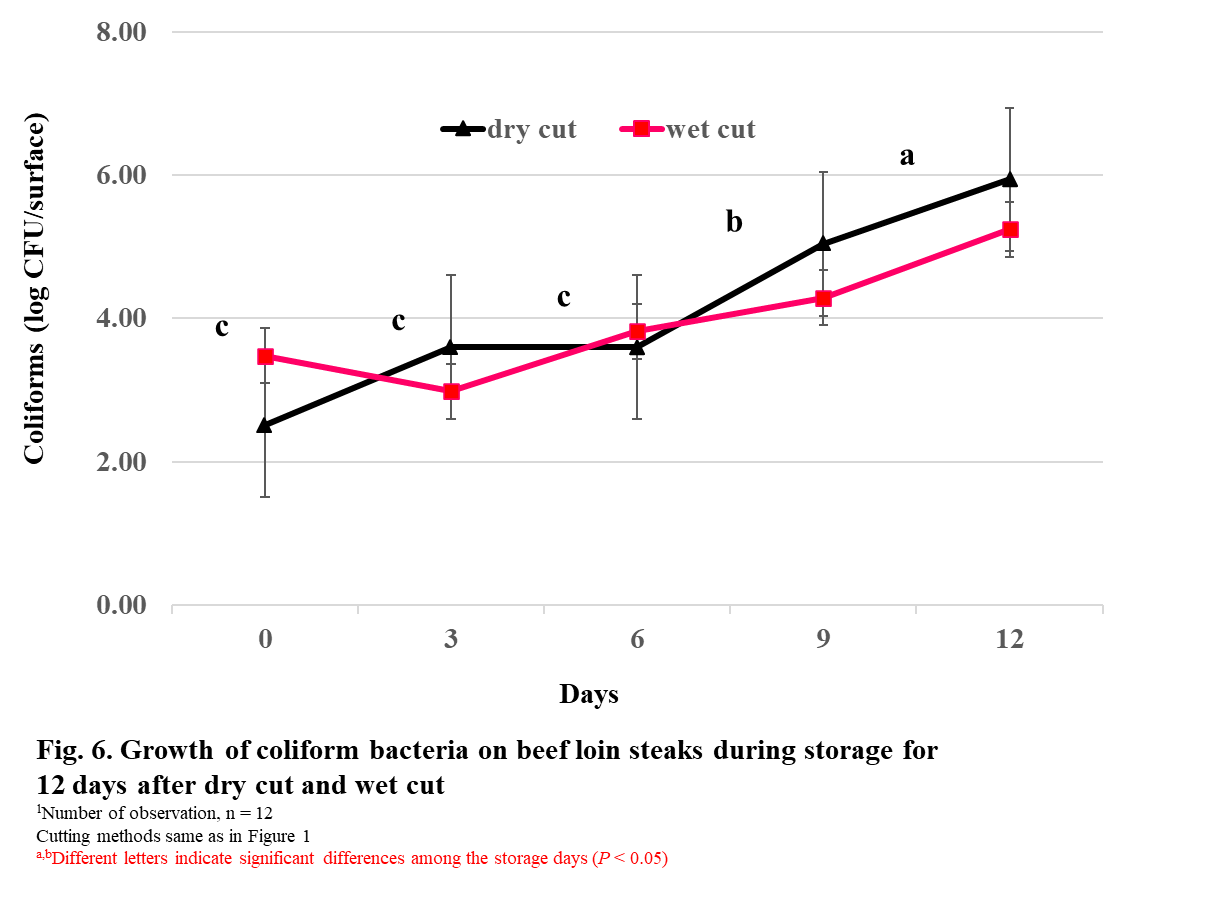 8.00
dry cut
wet cut
a
6.00
b
c
c
c
4.00
2.00
0.00
Coliforms (log CFU/surface)
0 3 6 9 12
Days
Fig. 6. Growth of coliform bacteria on beef loin steaks during storage for
12 days after dry cut and wet cut
¹Number of observation, n = 12
Cutting methods same as in Figure 1
ᵃ,ᵇDifferent letters indicate significant differences among the storage days (P < 0.05)